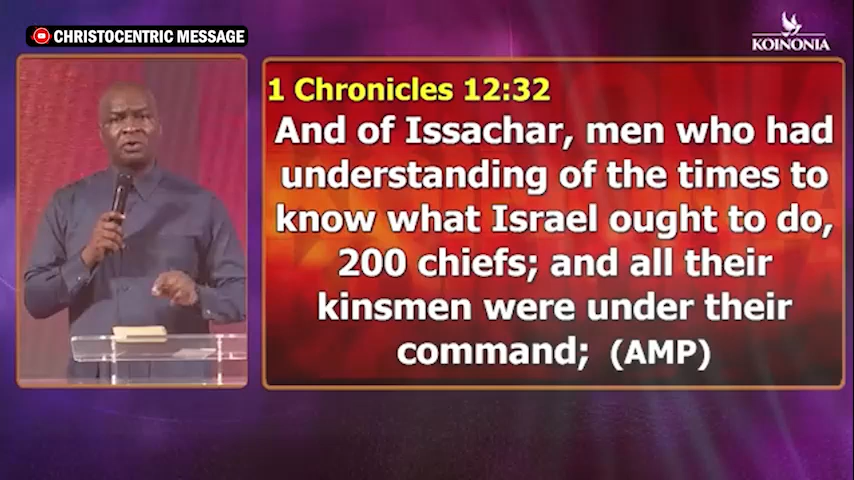 CHRISTOCENTRIC MESSAGE
KOINONIA
1 Chronicles 12:32
And of Issachar, men who had
understanding of the times to
know what Israel ought to do,
200 chiefs; and all their
kinsmen were under their
command; (AMP)